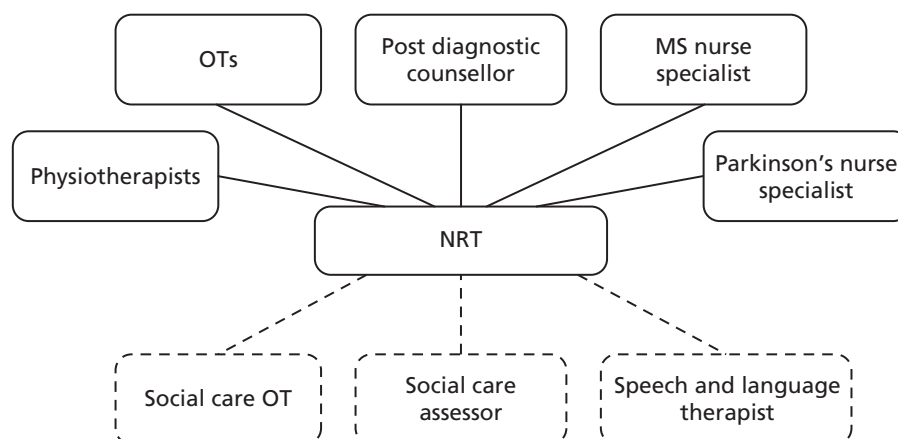 OTs
Post diagnostic
counsellor
MS nurse
specialist
Physiotherapists
Parkinson’s nurse
specialist
NRT
Social care OT
Social care
assessor
Speech and language
therapist